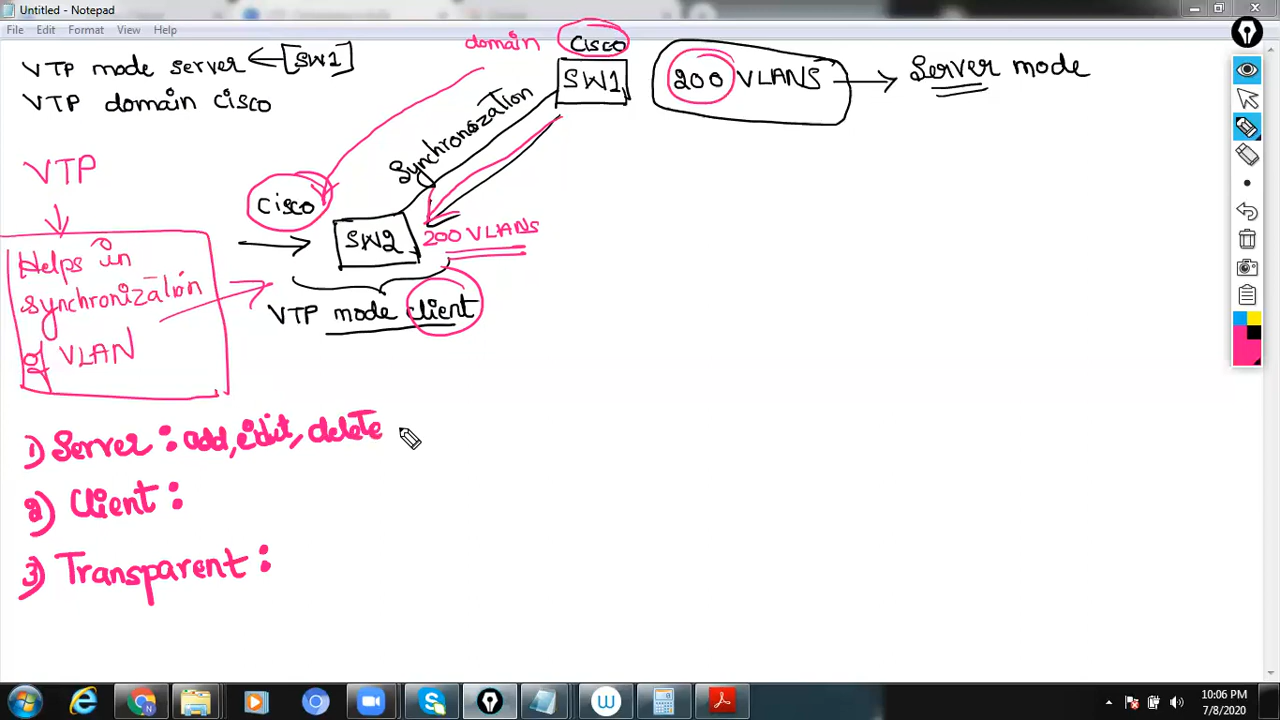 Untitled - Notepad
File Edit Format View Help
VTP mode server ← [SW1]
VTP domain cisco
domain cisco
SW1
200 VLANS → Server mode
Synchronization
VTP
cisco
SW2
200 VLANS
VTP mode client
Helps in
synchronization
of VLAN
1) Server : add, edit, delete
2) Client :
3) Transparent :
10:06 PM
7/8/2020